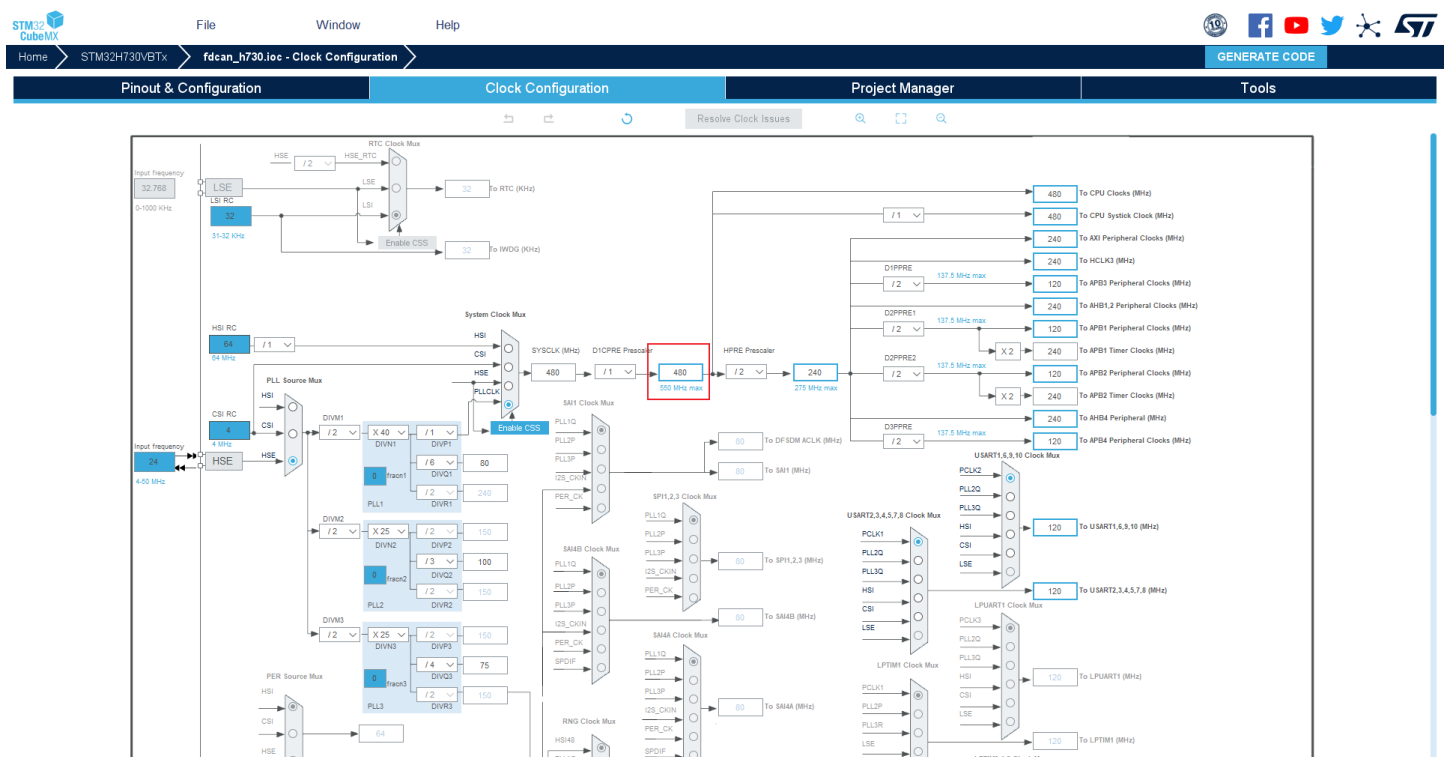 STM32
CubeMX
File
Window
Help
10
Home
STM32H730VBTx
fdcan_h730.ioc - Clock Configuration
GENERATE CODE
Pinout & Configuration
Clock Configuration
Project Manager
Tools
Resolve Clock Issues
RTC Clock Mux
HSE
/ 2
HSE_RTC
Input frequency
32.768
LSE
LSE
32
To RTC (KHz)
0-1000 KHz
LSI RC
32
LSI
31-32 KHz
Enable CSS
32
To IWDG (KHz)
480
To CPU Clocks (MHz)
/ 1
480
To CPU Systick Clock (MHz)
240
To AXI Peripheral Clocks (MHz)
240
To HCLK3 (MHz)
D1PPRE
/ 2
137.5 MHz max
120
To APB3 Peripheral Clocks (MHz)
240
To AHB1,2 Peripheral Clocks (MHz)
D2PPRE1
/ 2
137.5 MHz max
120
To APB1 Peripheral Clocks (MHz)
X 2
240
To APB1 Timer Clocks (MHz)
D2PPRE2
/ 2
137.5 MHz max
120
To APB2 Peripheral Clocks (MHz)
X 2
240
To APB2 Timer Clocks (MHz)
240
To AHB4 Peripheral (MHz)
D3PPRE
/ 2
137.5 MHz max
120
To APB4 Peripheral Clocks (MHz)
System Clock Mux
HSI RC
64
/ 1
64 MHz
HSI
CSI
HSE
PLLCLK
SYSCLK (MHz)
480
D1CPRE Prescaler
/ 1
480
550 MHz max
HPRE Prescaler
/ 2
240
275 MHz max
Enable CSS
PLL Source Mux
HSI
CSI
HSE
CSI RC
4
4 MHz
Input frequency
24
HSE
4-50 MHz
DIVM1
/ 2
X 40
DIVN1
/ 1
DIVP1
/ 6
DIVQ1
80
0
fracn1
/ 2
DIVR1
240
PLL1
DIVM2
/ 2
X 25
DIVN2
/ 2
DIVP2
150
/ 3
DIVQ2
100
0
fracn2
/ 2
DIVR2
150
PLL2
DIVM3
/ 2
X 25
DIVN3
/ 2
DIVP3
150
/ 4
DIVQ3
75
0
fracn3
/ 2
DIVR3
150
PLL3
PER Source Mux
HSI
CSI
HSE
64
SAI1 Clock Mux
PLL1Q
PLL2P
PLL3P
I2S_CKIN
PER_CK
80
To DFSDM ACLK (MHz)
80
To SAI1 (MHz)
SPI1,2,3 Clock Mux
PLL1Q
PLL2P
PLL3P
I2S_CKIN
PER_CK
80
To SPI1,2,3 (MHz)
SAI4B Clock Mux
PLL1Q
PLL2P
PLL3P
I2S_CKIN
PER_CK
SPDIF
80
To SAI4B (MHz)
SAI4A Clock Mux
PLL1Q
PLL2P
PLL3P
I2S_CKIN
PER_CK
SPDIF
80
To SAI4A (MHz)
RNG Clock Mux
HSI48
USART1,6,9,10 Clock Mux
PCLK2
PLL2Q
PLL3Q
HSI
CSI
LSE
120
To USART1,6,9,10 (MHz)
USART2,3,4,5,7,8 Clock Mux
PCLK1
PLL2Q
PLL3Q
HSI
CSI
LSE
120
To USART2,3,4,5,7,8 (MHz)
LPUART1 Clock Mux
PCLK3
PLL2Q
PLL3Q
HSI
CSI
LSE
120
To LPUART1 (MHz)
LPTIM1 Clock Mux
PCLK1
PLL2P
PLL3R
LSE
120
To LPTIM1 (MHz)